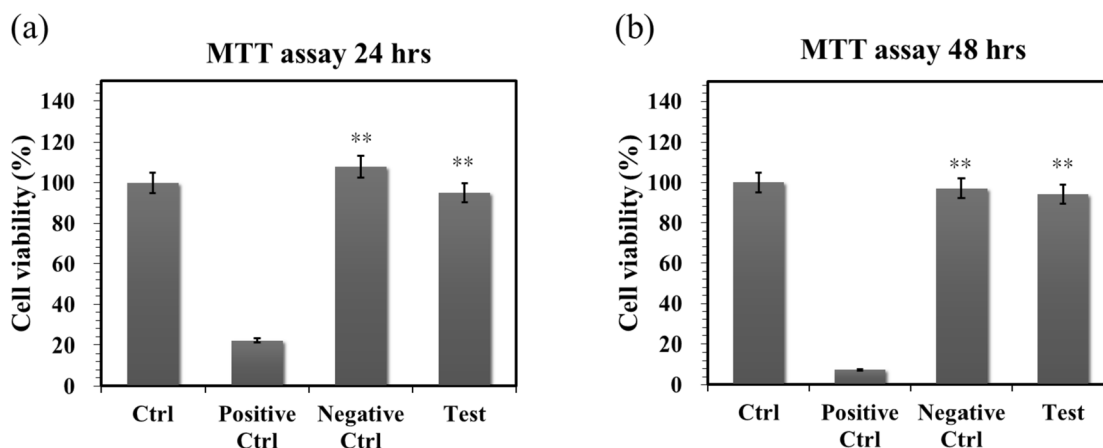 (a)
MTT assay 24 hrs
Cell viability (%)
140
120
100
80
60
40
20
0
**
**
Ctrl
Positive Ctrl
Negative Ctrl
Test
(b)
MTT assay 48 hrs
Cell viability (%)
140
120
100
80
60
40
20
0
**
**
Ctrl
Positive Ctrl
Negative Ctrl
Test